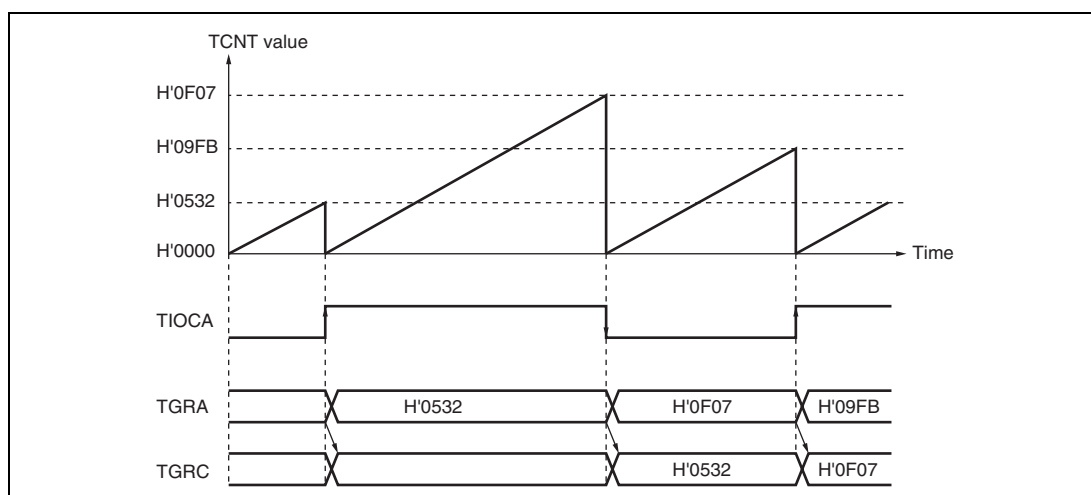 TCNT value
H'0F07
H'09FB
H'0532
H'0000
Time
TIOCA
TGRA H'0532 H'0F07 H'09FB
TGRC H'0532 H'0F07